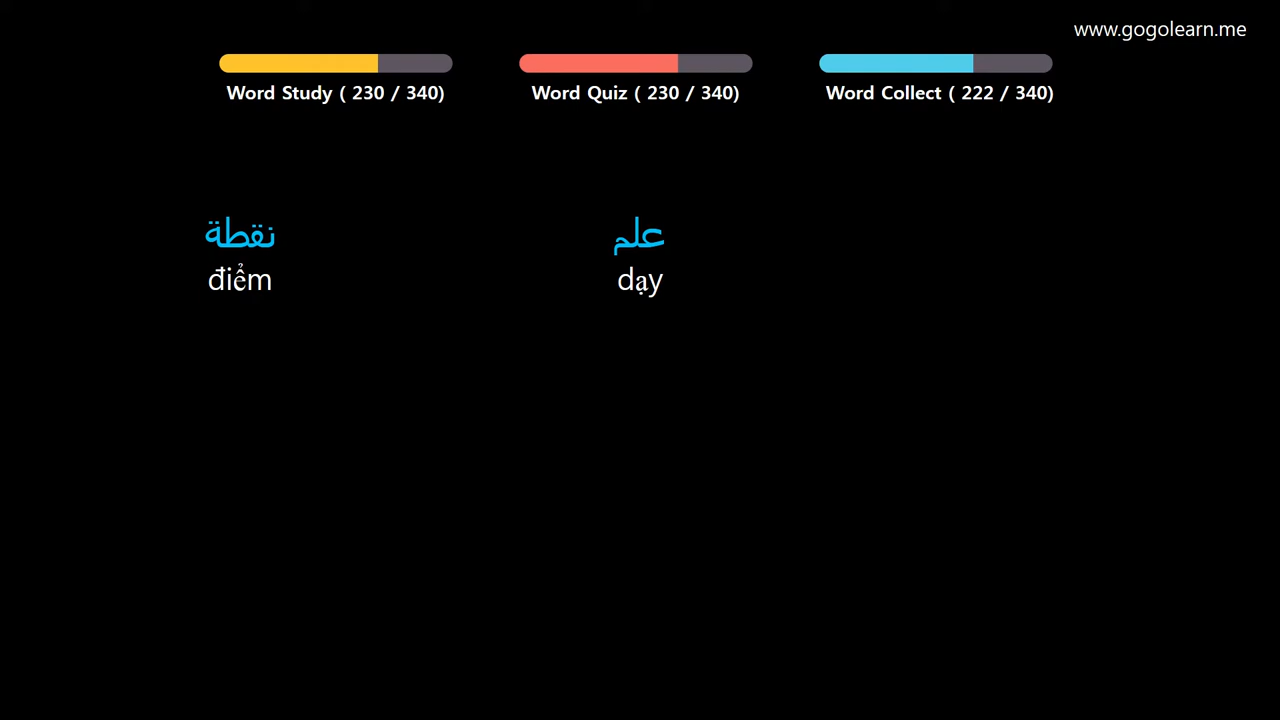 www.gogolearn.me
Word Study ( 230 / 340)
Word Quiz ( 230 / 340)
Word Collect ( 222 / 340)
نقطة
điểm
علم
dạy